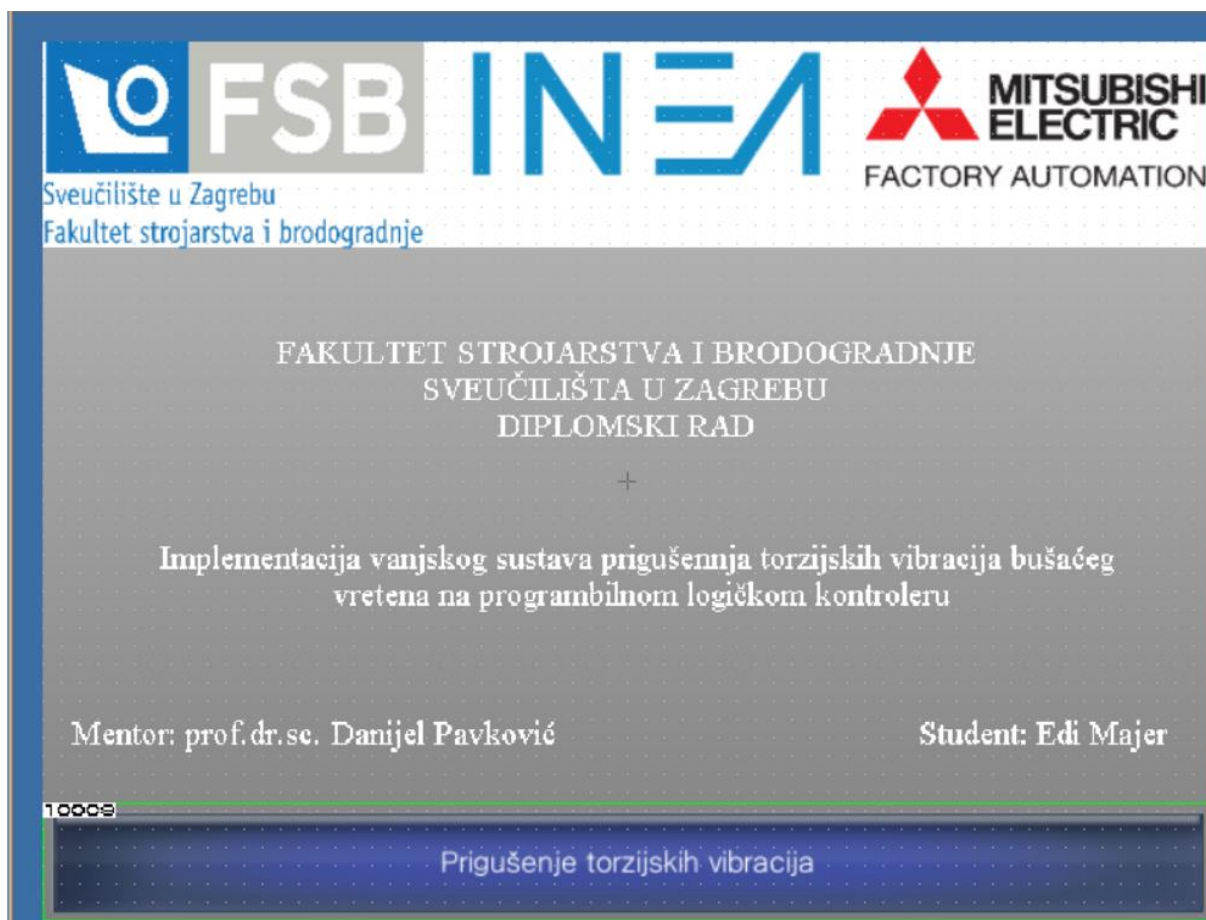 FSB INEA MITSUBISHI
ELECTRIC
FACTORY AUTOMATION
Sveučilište u Zagrebu
Fakultet strojarstva i brodogradnje
FAKULTET STROJARSTVA I BRODOGRADNJE
SVEUČILIŠTA U ZAGREBU
DIPLOMSKI RAD
Implementacija vanjskog sustava prigušennja torzijskih vibracija bušaćeg
vretena na programbilnom logičkom kontroleru
Mentor: prof.dr.sc. Danijel Pavković Student: Edi Majer
10009
Prigušenje torzijskih vibracija